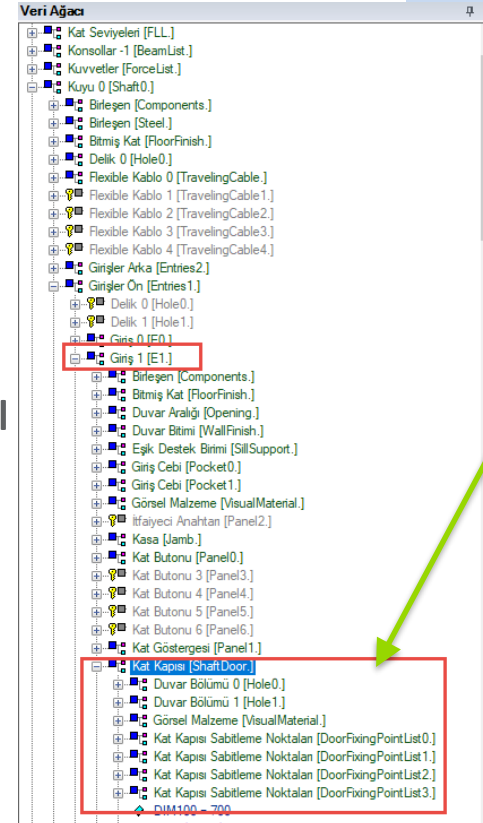 Veri Ağacı
Kat Seviyeleri [FLL.]
Konsollar -1 [BeamList.]
Kuvvetler [ForceList.]
Kuyu 0 [Shaft0.]
Birleşen [Components.]
Birleşen [Steel.]
Bitmiş Kat [FloorFinish.]
Delik 0 [Hole0.]
Flexible Kablo 0 [TravelingCable.]
Flexible Kablo 1 [TravelingCable1.]
Flexible Kablo 2 [TravelingCable2.]
Flexible Kablo 3 [TravelingCable3.]
Flexible Kablo 4 [TravelingCable4.]
Girişler Arka [Entries2.]
Girişler Ön [Entries1.]
Delik 0 [Hole0.]
Delik 1 [Hole1.]
Giriş 0 [E0.]
Giriş 1 [E1.]
Birleşen [Components.]
Bitmiş Kat [FloorFinish.]
Duvar Aralığı [Opening.]
Duvar Bitimi [WallFinish.]
Eşik Destek Birimi [SillSupport.]
Giriş Cebi [Pocket0.]
Giriş Cebi [Pocket1.]
Görsel Malzeme [VisualMaterial.]
İtfaiyeci Anahtarı [Panel2.]
Kasa [Jamb.]
Kat Butonu [Panel0.]
Kat Butonu 3 [Panel3.]
Kat Butonu 4 [Panel4.]
Kat Butonu 5 [Panel5.]
Kat Butonu 6 [Panel6.]
Kat Göstergesi [Panel1.]
Kat Kapısı [ShaftDoor.]
Duvar Bölümü 0 [Hole0.]
Duvar Bölümü 1 [Hole1.]
Görsel Malzeme [VisualMaterial.]
Kat Kapısı Sabitleme Noktaları [DoorFixingPointList0.]
Kat Kapısı Sabitleme Noktaları [DoorFixingPointList1.]
Kat Kapısı Sabitleme Noktaları [DoorFixingPointList2.]
Kat Kapısı Sabitleme Noktaları [DoorFixingPointList3.]
DIM100 = 700